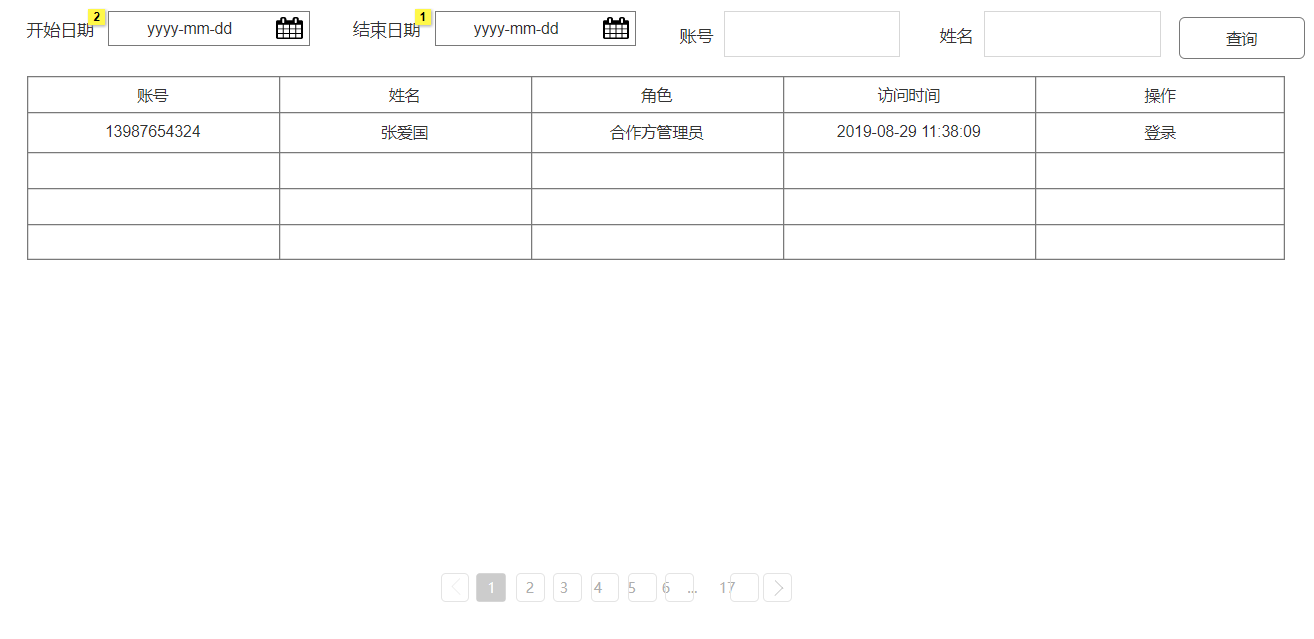 开始日期 2 yyyy-mm-dd 结束日期 1 yyyy-mm-dd 账号 姓名 查询
账号 姓名 角色 访问时间 操作
13987654324 张爱国 合作方管理员 2019-08-29 11:38:09 登录
1 2 3 4 5 6 ... 17